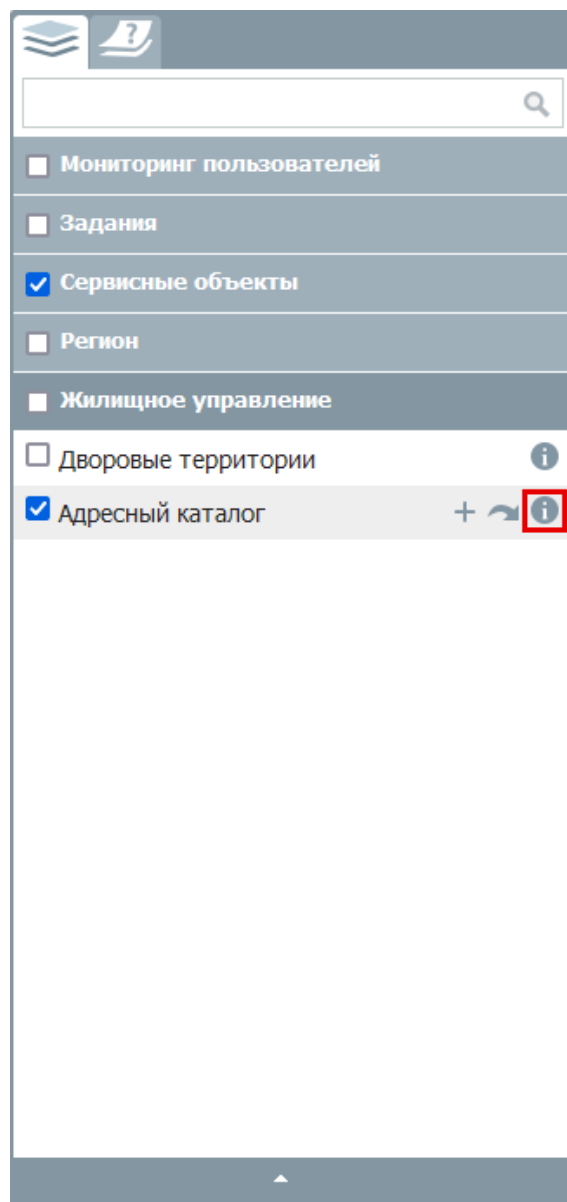 Мониторинг пользователей
Задания
Сервисные объекты
Регион
Жилищное управление
Дворовые территории
Адресный каталог